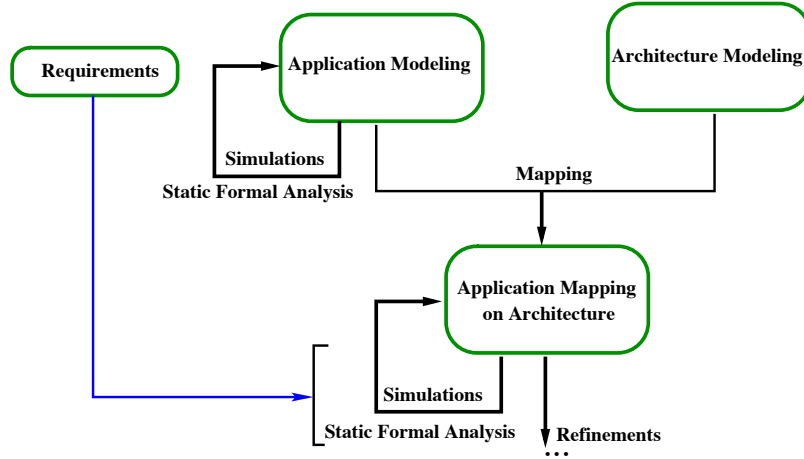 Requirements
Application Modeling
Architecture Modeling
Simulations
Static Formal Analysis
Mapping
Application Mapping
on Architecture
Simulations
Static Formal Analysis
Refinements
...